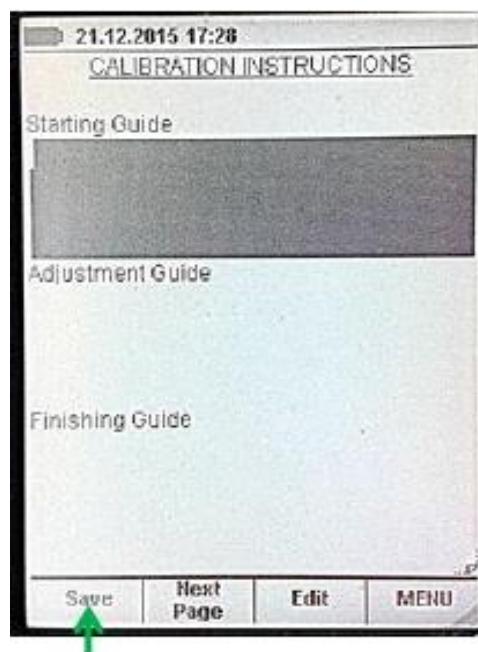 21.12.2015 17:28
CALIBRATION INSTRUCTIONS
Starting Guide
Adjustment Guide
Finishing Guide
Save
Next Page
Edit
MENU